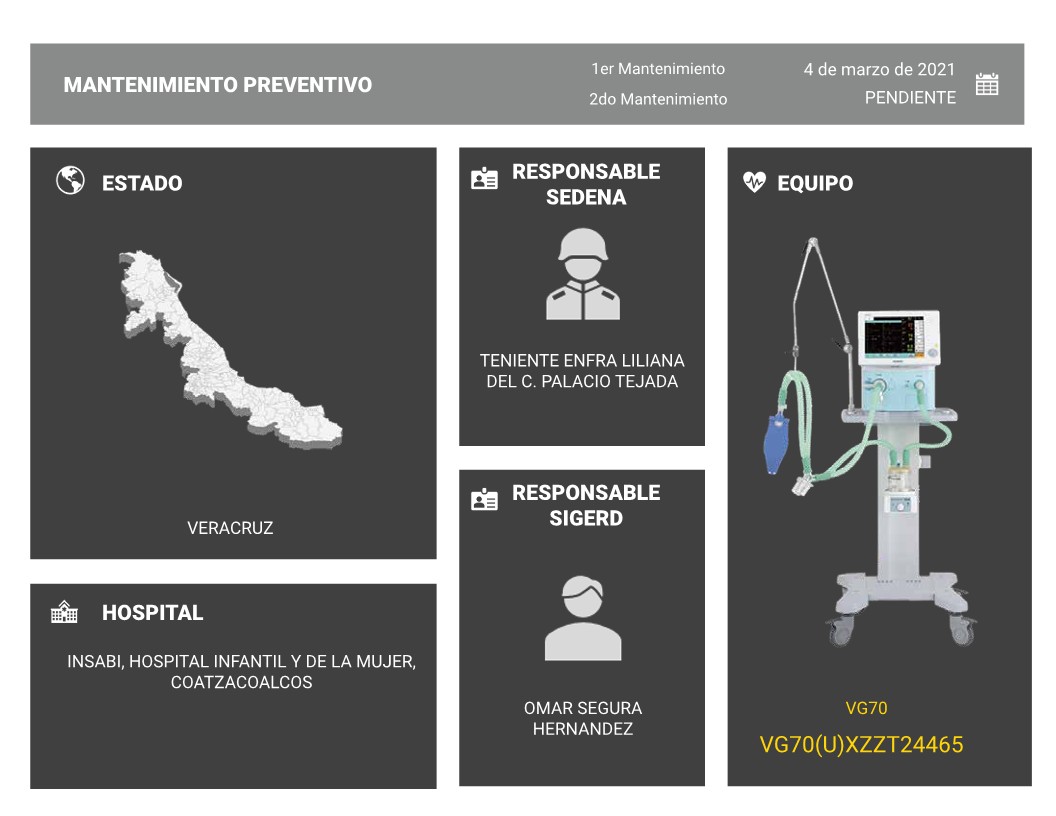 MANTENIMIENTO PREVENTIVO
1er Mantenimiento
4 de marzo de 2021
2do Mantenimiento
PENDIENTE
ESTADO
VERACRUZ
HOSPITAL
INSABI, HOSPITAL INFANTIL Y DE LA MUJER,
COATZACOALCOS
RESPONSABLE
SEDENA
TENIENTE ENFRA LILIANA
DEL C. PALACIO TEJADA
RESPONSABLE
SIGERD
OMAR SEGURA
HERNANDEZ
EQUIPO
VG70
VG70(U)XZZT24465